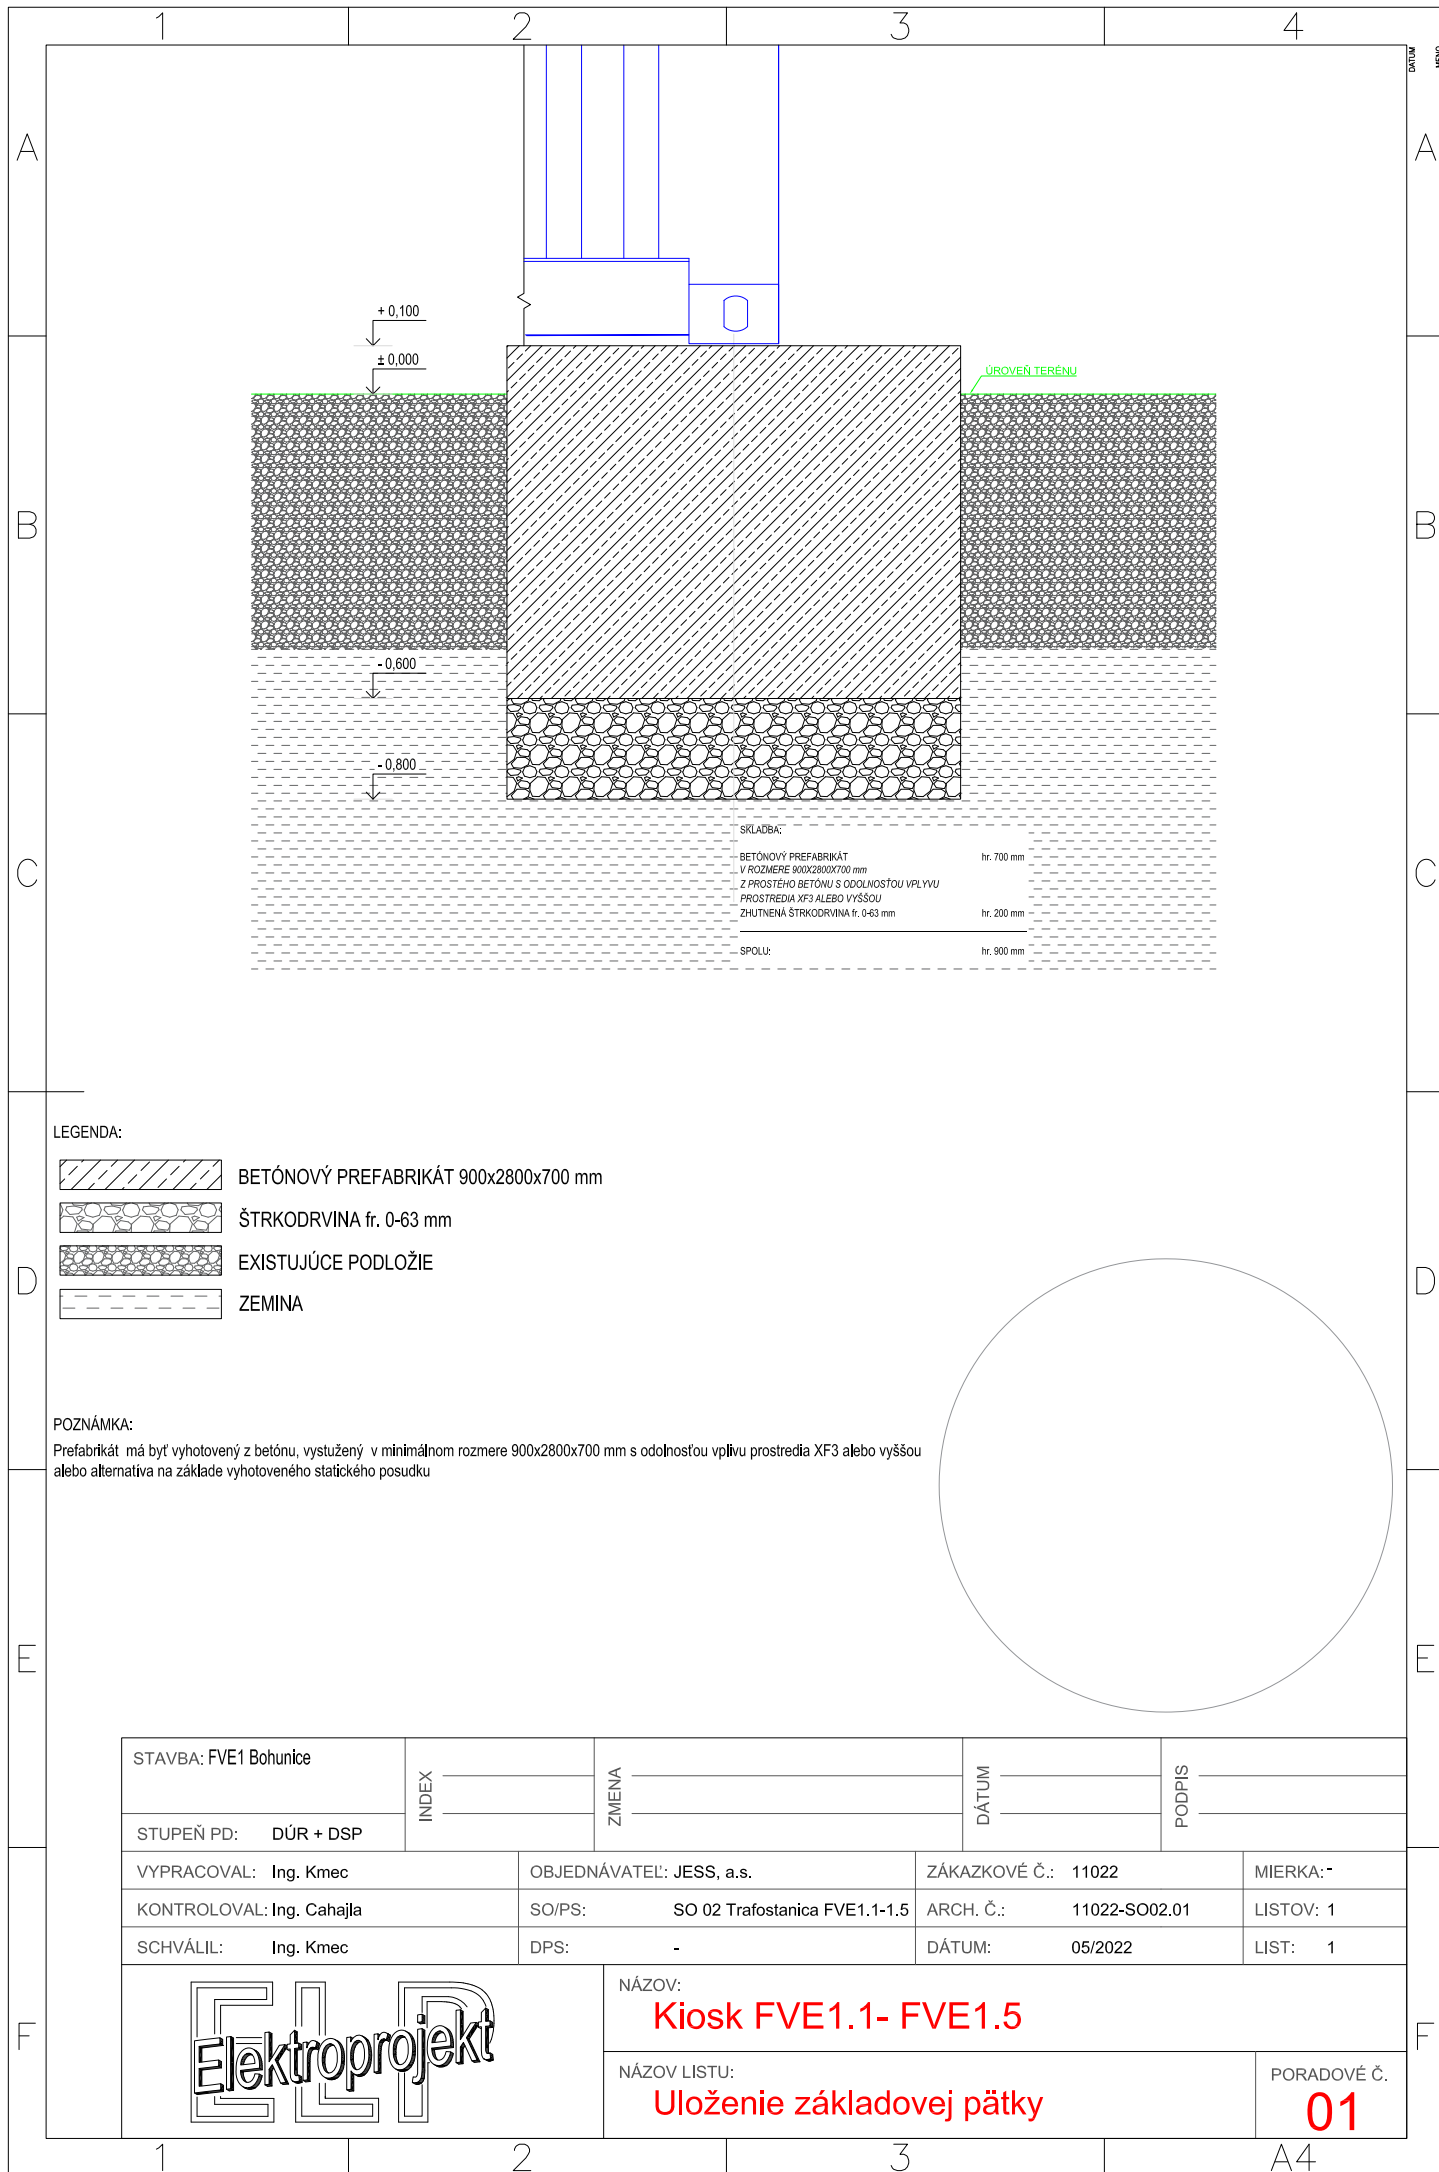 1 2 3 4
DATUM
MENO
A A
+ 0,100
± 0,000
ÚROVEŇ TERÉNU
B B
- 0,600
- 0,800
SKLADBA:
BETÓNOVÝ PREFABRIKÁT hr. 700 mm
V ROZMERE 900X2800X700 mm
Z PROSTÉHO BETÓNU S ODOLNOSŤOU VPLYVU
PROSTREDIA XF3 ALEBO VYŠŠOU
ZHUTNENÁ ŠTRKODRVINA fr. 0-63 mm hr. 200 mm
SPOLU: hr. 900 mm
C C
LEGENDA:
BETÓNOVÝ PREFABRIKÁT 900x2800x700 mm
ŠTRKODRVINA fr. 0-63 mm
EXISTUJÚCE PODLOŽIE
ZEMINA
D D
POZNÁMKA:
Prefabrikát má byť vyhotovený z betónu, vystužený v minimálnom rozmere 900x2800x700 mm s odolnosťou vplivu prostredia XF3 alebo vyššou
alebo alternatíva na základe vyhotoveného statického posudku
E E
STAVBA: FVE1 Bohunice
INDEX
ZMENA
DÁTUM
PODPIS
STUPEŇ PD: DÚR + DSP
VYPRACOVAL: Ing. Kmec OBJEDNÁVATEĽ: JESS, a.s. ZÁKAZKOVÉ Č.: 11022 MIERKA: -
KONTROLOVAL: Ing. Cahajla SO/PS: SO 02 Trafostanica FVE1.1-1.5 ARCH. Č.: 11022-SO02.01 LISTOV: 1
SCHVÁLIL: Ing. Kmec DPS: - DÁTUM: 05/2022 LIST: 1
F F
ELP
Elektroprojekt
NÁZOV:
Kiosk FVE1.1- FVE1.5
NÁZOV LISTU:
Uloženie základovej pätky
PORADOVÉ Č.
01
1 2 3 A4